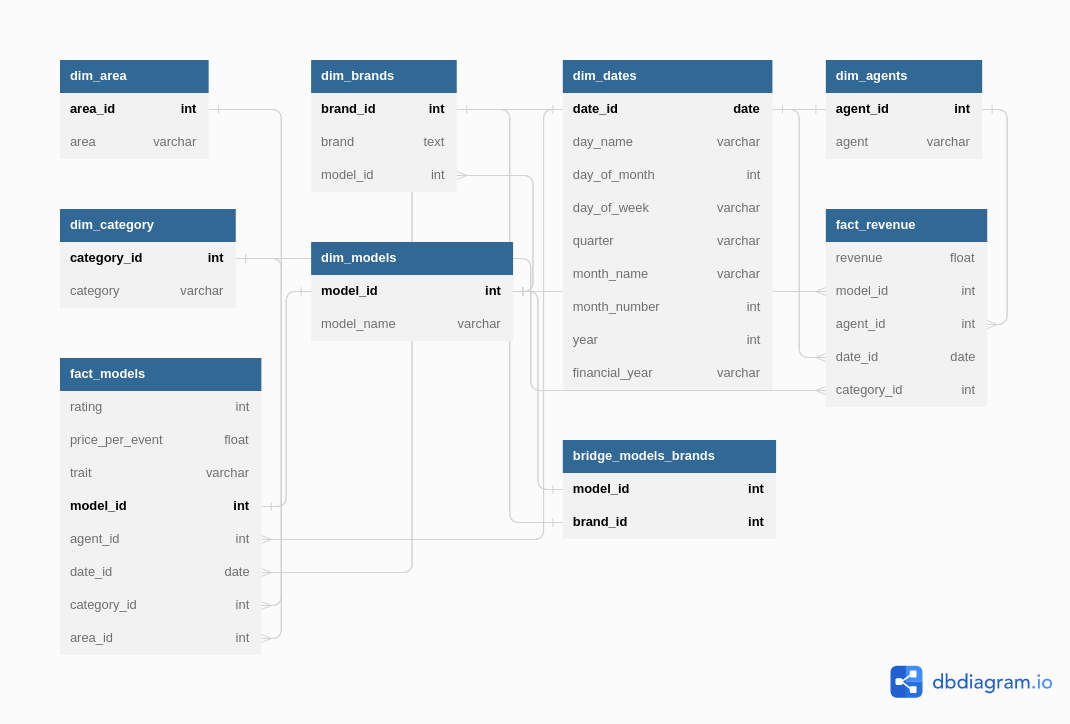 dim_area
area_id int
area varchar
dim_brands
brand_id int
brand text
model_id int
dim_dates
date_id date
day_name varchar
day_of_month int
day_of_week varchar
quarter varchar
month_name varchar
month_number int
year int
financial_year varchar
dim_agents
agent_id int
agent varchar
dim_category
category_id int
category varchar
dim_models
model_id int
model_name varchar
fact_revenue
revenue float
model_id int
agent_id int
date_id date
category_id int
fact_models
rating int
price_per_event float
trait varchar
model_id int
agent_id int
date_id date
category_id int
area_id int
bridge_models_brands
model_id int
brand_id int
dbdiagram.io